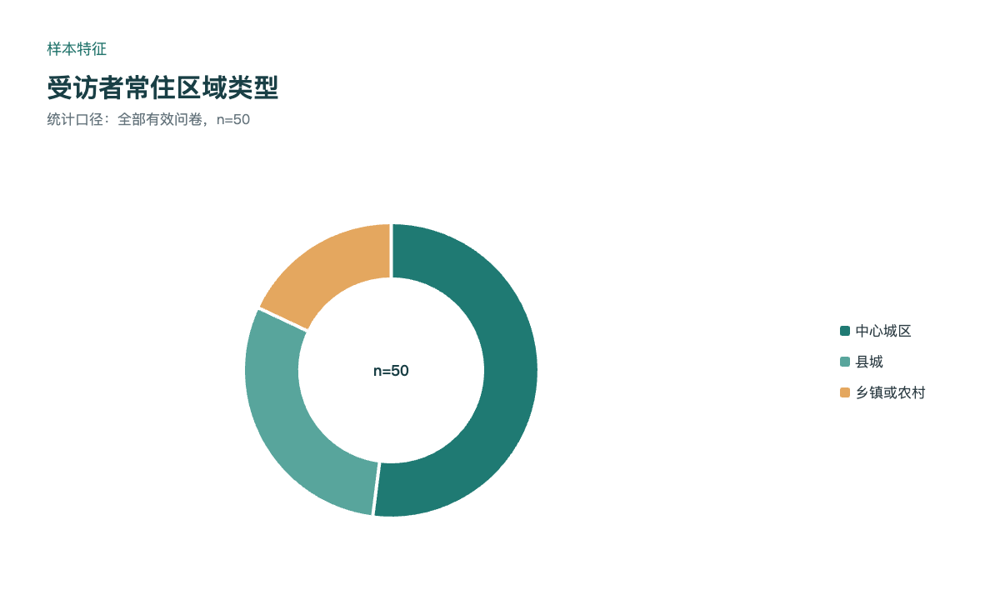 样本特征
受访者常住区域类型
统计口径：全部有效问卷，n=50
n=50
中心城区
县城
乡镇或农村